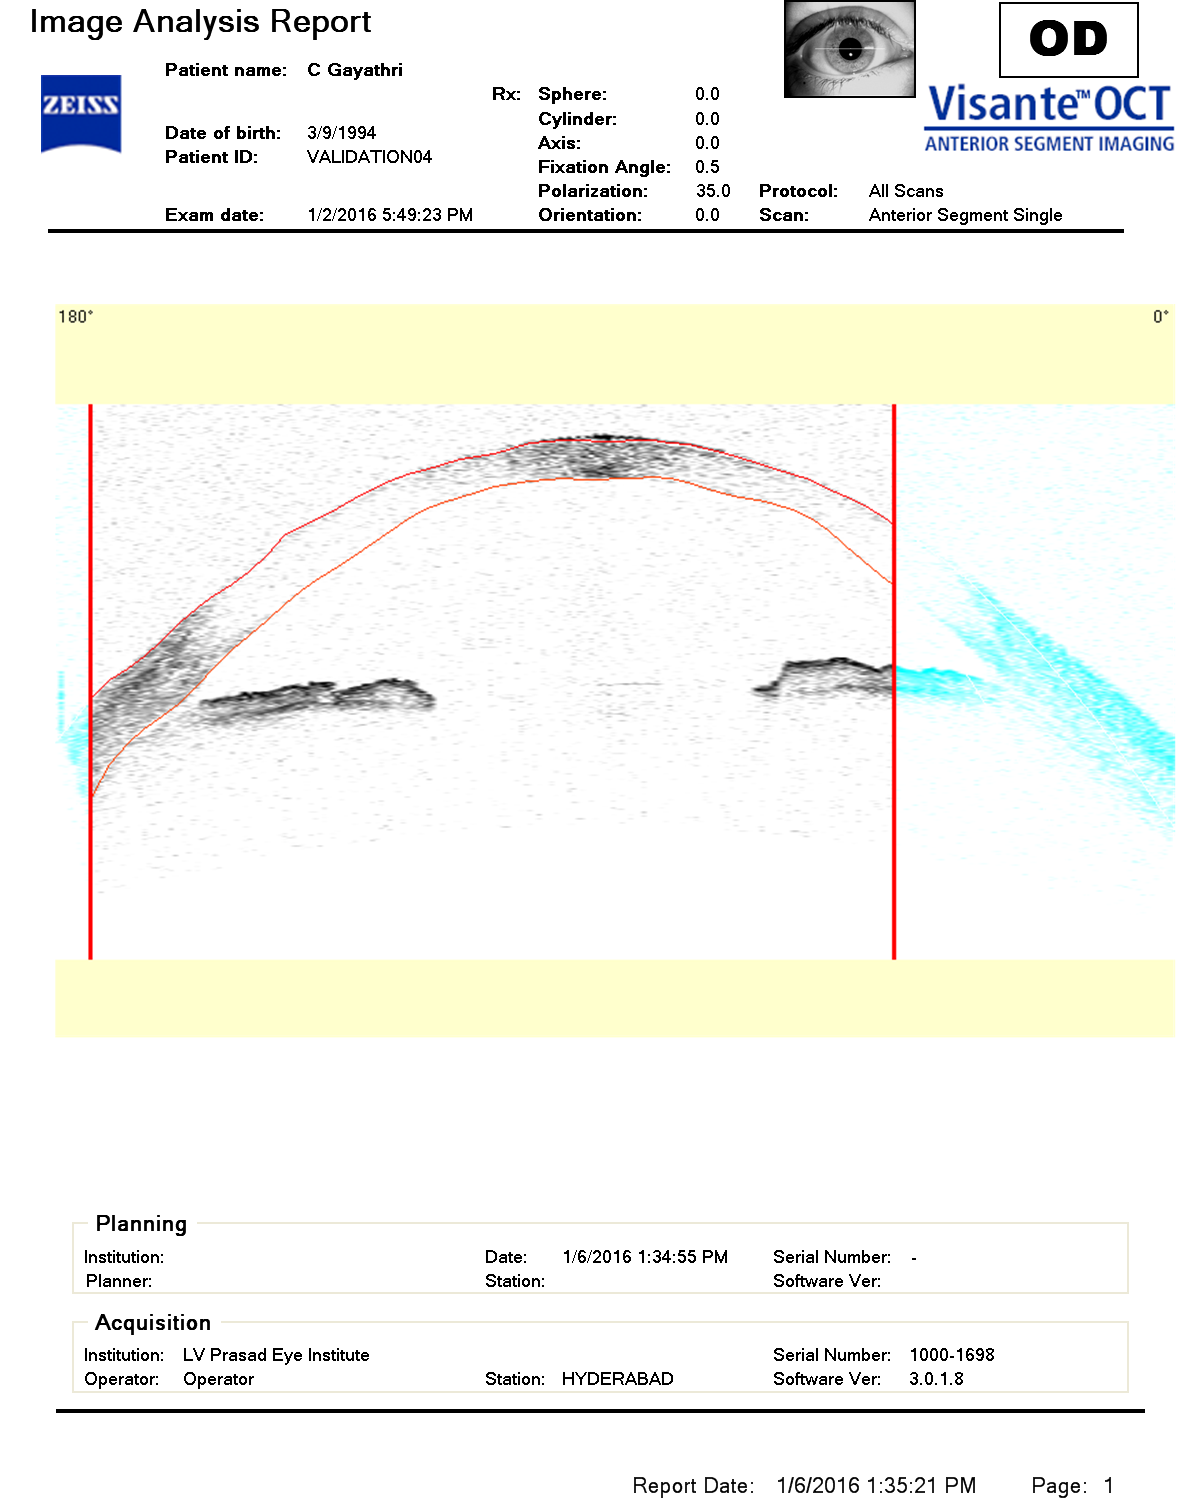 Image Analysis Report
OD
Patient name: C Gayathri
ZEISS
Rx: Sphere: 0.0
Visante™ OCT
Cylinder: 0.0
Date of birth: 3/9/1994
Axis: 0.0
ANTERIOR SEGMENT IMAGING
Patient ID: VALIDATION04
Fixation Angle: 0.5
Polarization: 35.0 Protocol: All Scans
Exam date: 1/2/2016 5:49:23 PM Orientation: 0.0 Scan: Anterior Segment Single
180° 0°
Planning
Institution: Date: 1/6/2016 1:34:55 PM Serial Number: -
Planner: Station: Software Ver:
Acquisition
Institution: LV Prasad Eye Institute Serial Number: 1000-1698
Operator: Operator Station: HYDERABAD Software Ver: 3.0.1.8
Report Date: 1/6/2016 1:35:21 PM Page: 1